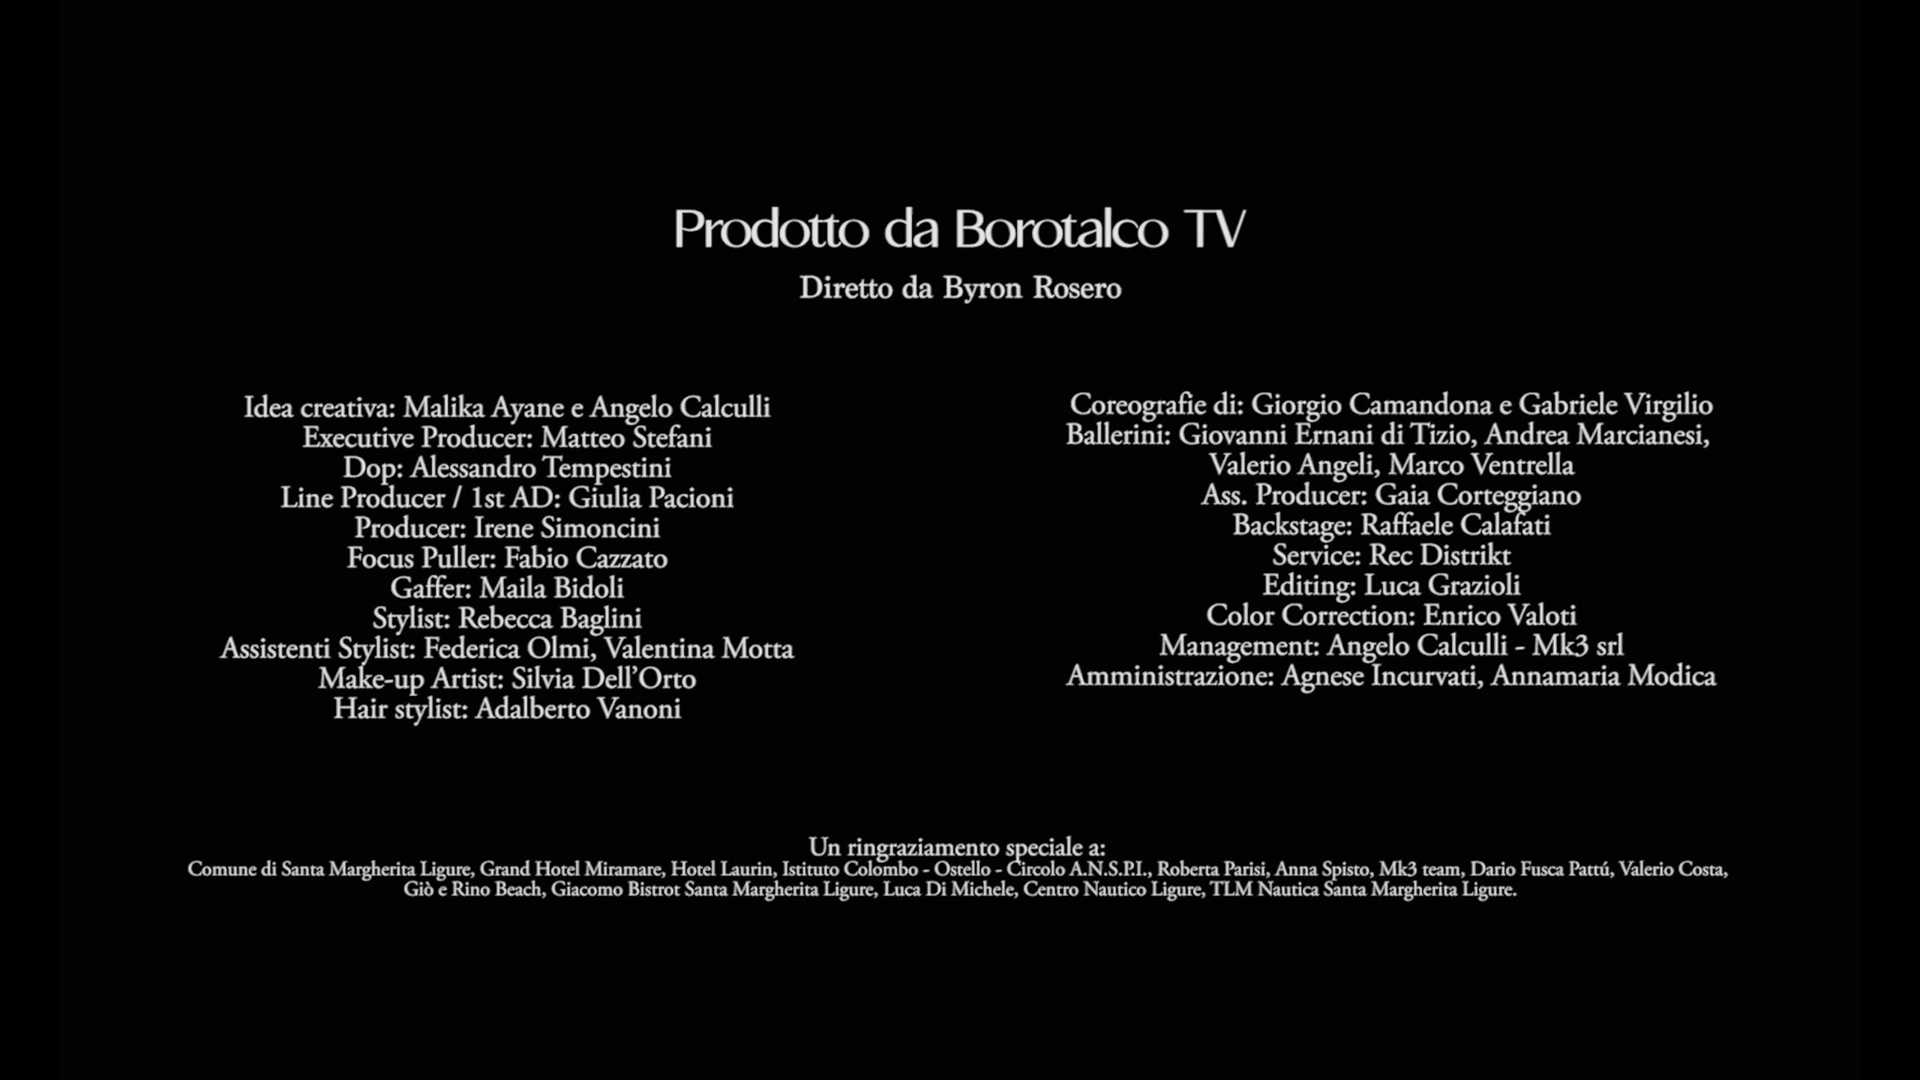 Prodotto da Borotalco TV
Diretto da Byron Rosero
Idea creativa: Malika Ayane e Angelo Calculli
Executive Producer: Matteo Stefani
Dop: Alessandro Tempestini
Line Producer / 1st AD: Giulia Pacioni
Producer: Irene Simoncini
Focus Puller: Fabio Cazzato
Gaffer: Maila Bidoli
Stylist: Rebecca Baglini
Assistenti Stylist: Federica Olmi, Valentina Motta
Make-up Artist: Silvia Dell’Orto
Hair stylist: Adalberto Vanoni
Coreografie di: Giorgio Camandona e Gabriele Virgilio
Ballerini: Giovanni Ernani di Tizio, Andrea Marcianesi,
Valerio Angeli, Marco Ventrella
Ass. Producer: Gaia Corteggiano
Backstage: Raffaele Calafati
Service: Rec Distrikt
Editing: Luca Grazioli
Color Correction: Enrico Valoti
Management: Angelo Calculli - Mk3 srl
Amministrazione: Agnese Incurvati, Annamaria Modica
Un ringraziamento speciale a:
Comune di Santa Margherita Ligure, Grand Hotel Miramare, Hotel Laurin, Istituto Colombo - Ostello - Circolo A.N.S.P.I., Roberta Parisi, Anna Spisto, Mk3 team, Dario Fusca Pattú, Valerio Costa,
Giò e Rino Beach, Giacomo Bistrot Santa Margherita Ligure, Luca Di Michele, Centro Nautico Ligure, TLM Nautica Santa Margherita Ligure.